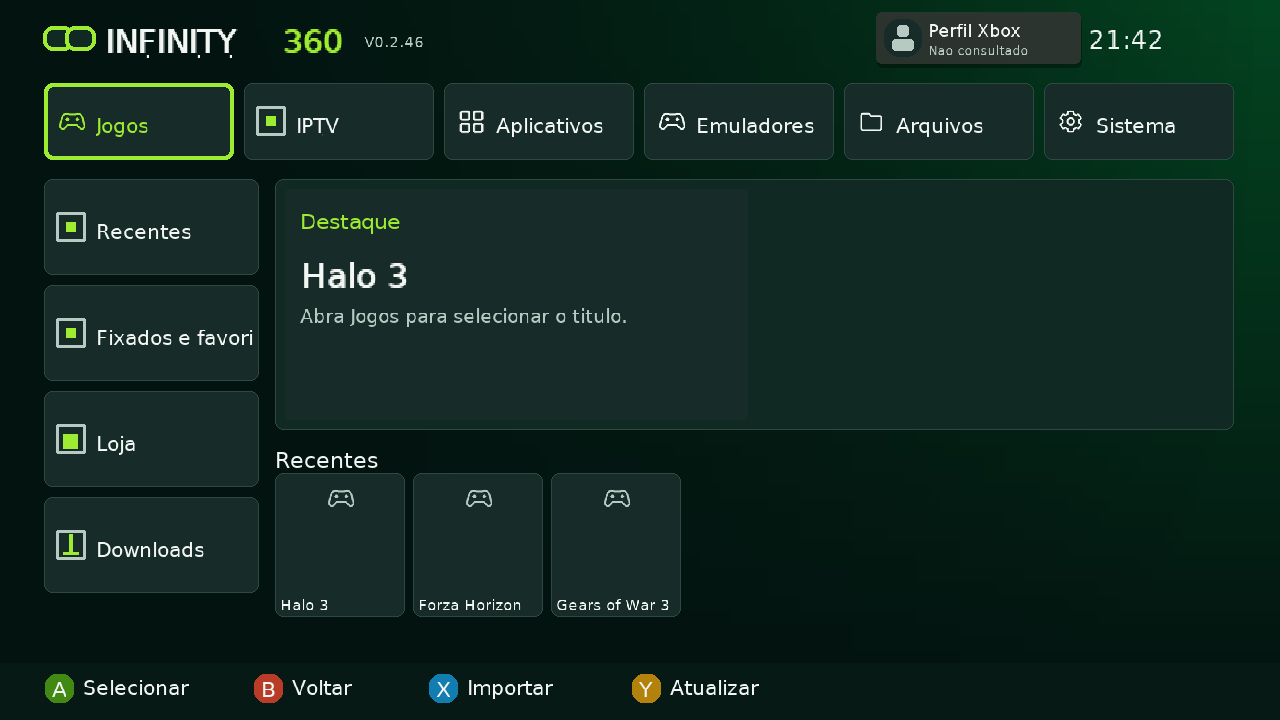 INFINITY 360 V0.2.46
Perfil Xbox
Nao consultado
21:42
Jogos
IPTV
Aplicativos
Emuladores
Arquivos
Sistema
Recentes
Fixados e favori
Loja
Downloads
Destaque
Halo 3
Abra Jogos para selecionar o titulo.
Recentes
Halo 3
Forza Horizon
Gears of War 3
A Selecionar
B Voltar
X Importar
Y Atualizar